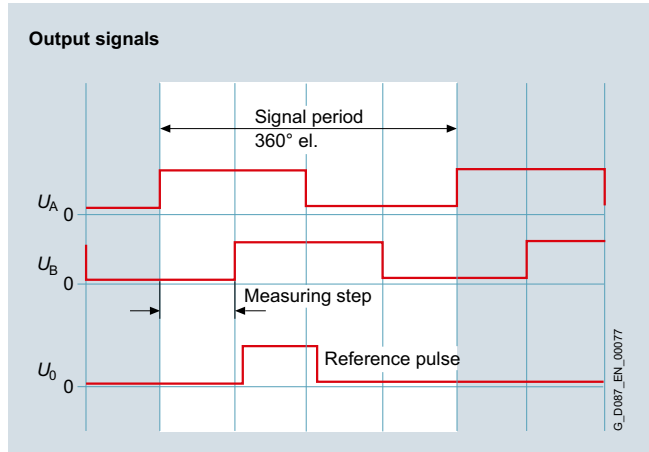 Output signals
Signal period
360° el.
UA 0
UB 0
Measuring step
U0 0
Reference pulse
G_D087_EN_00077